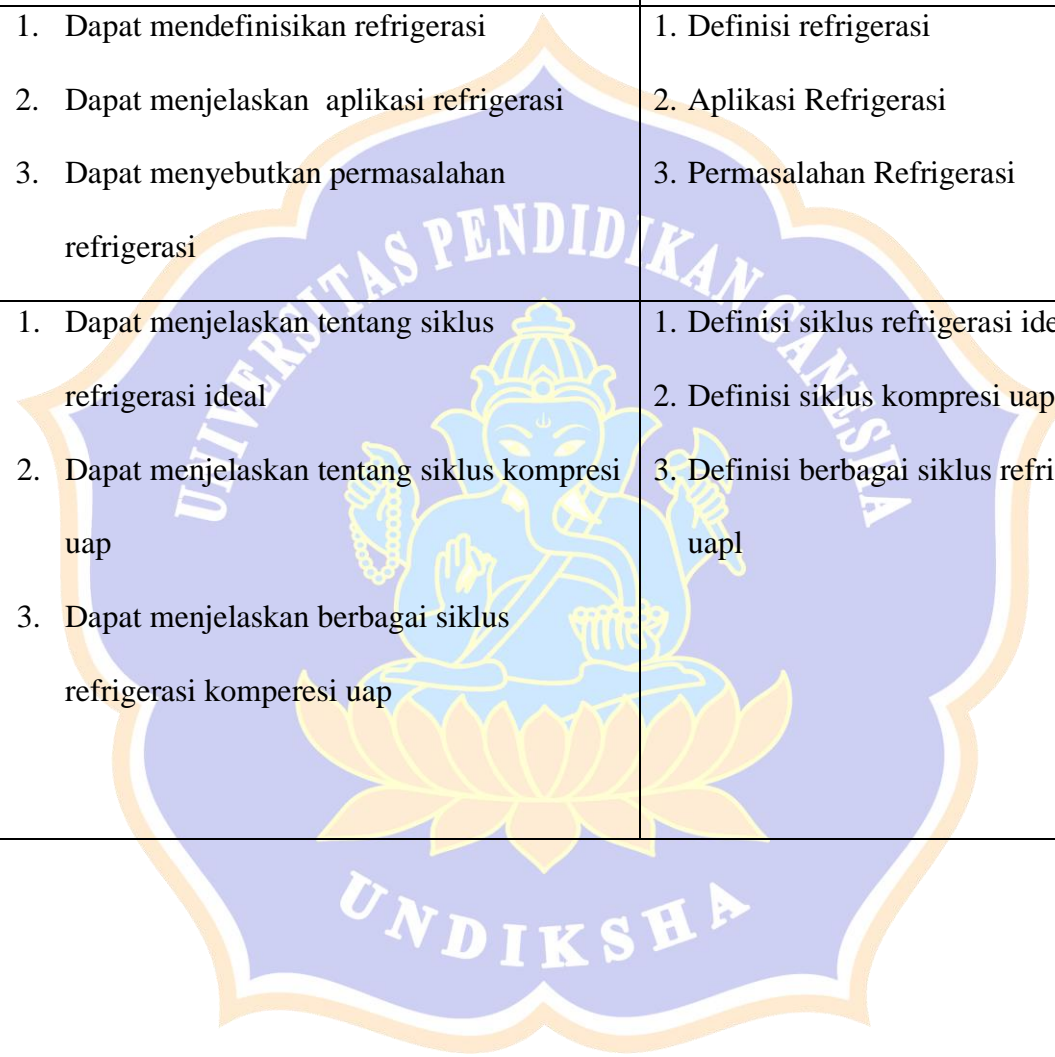 1. Dapat mendefinisikan refrigerasi
2. Dapat menjelaskan aplikasi refrigerasi
3. Dapat menyebutkan permasalahan
refrigerasi
1. Definisi refrigerasi
2. Aplikasi Refrigerasi
3. Permasalahan Refrigerasi
1. Dapat menjelaskan tentang siklus
refrigerasi ideal
2. Dapat menjelaskan tentang siklus kompresi
uap
3. Dapat menjelaskan berbagai siklus
refrigerasi komperesi uap
1. Definisi siklus refrigerasi ide
2. Definisi siklus kompresi uap
3. Definisi berbagai siklus refri
uapl
UNIVERSITAS PENDIDIKAN GANESHA
UNDIKSHA